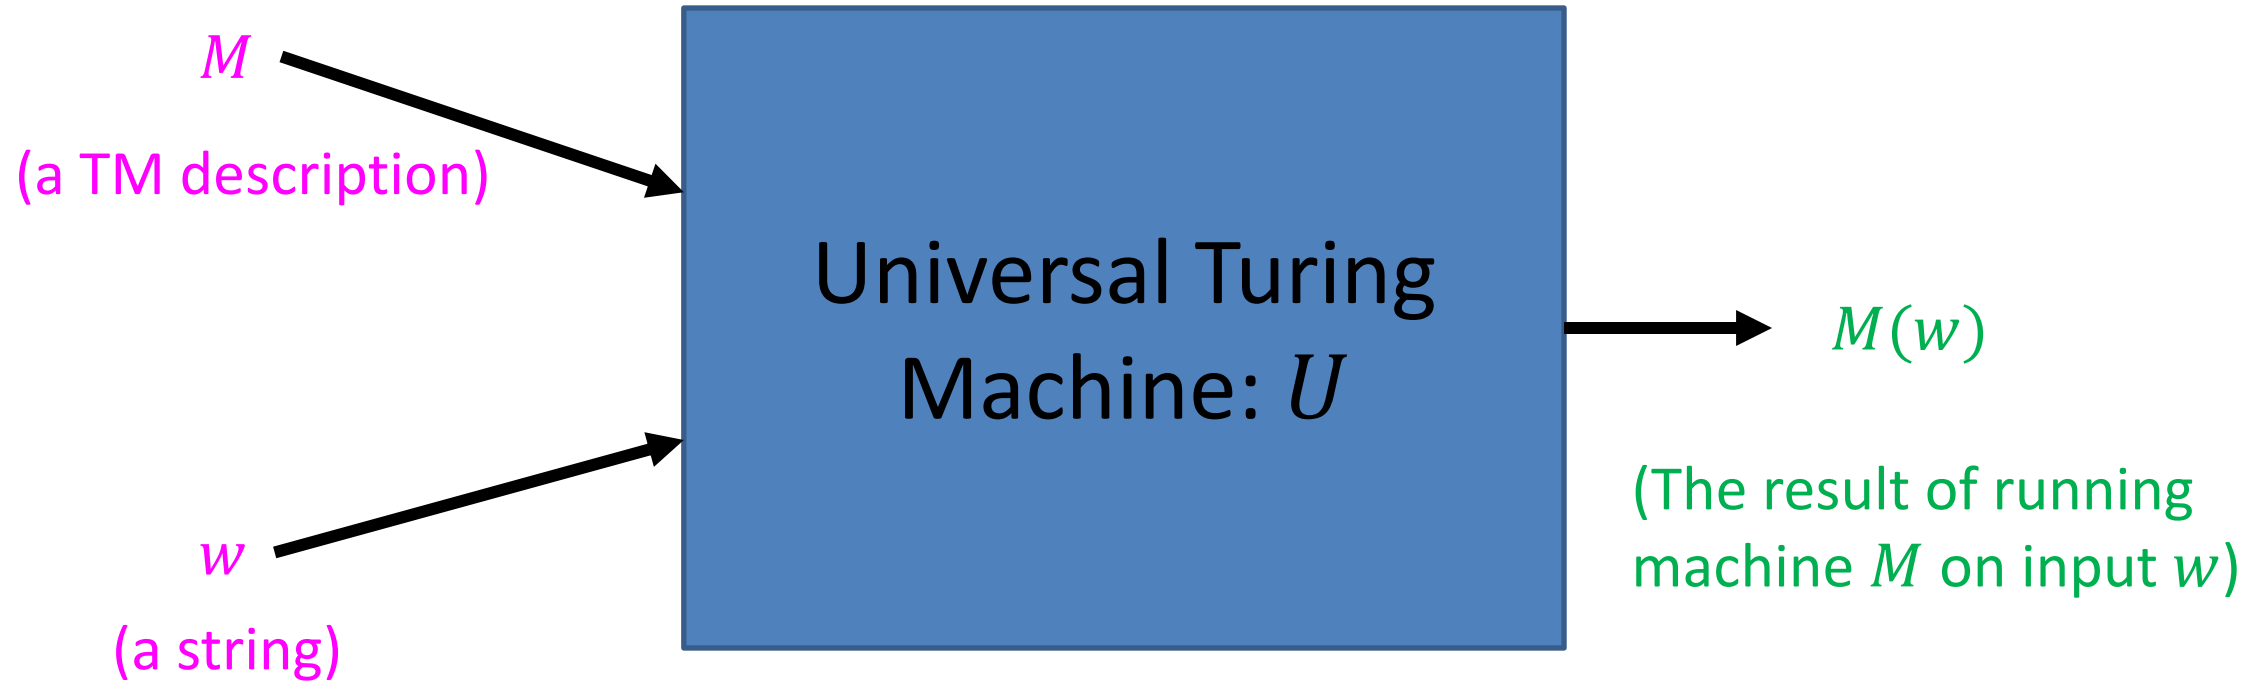 M
(a TM description)
Universal Turing
Machine: U
w
(a string)
M(w)
(The result of running
machine M on input w)